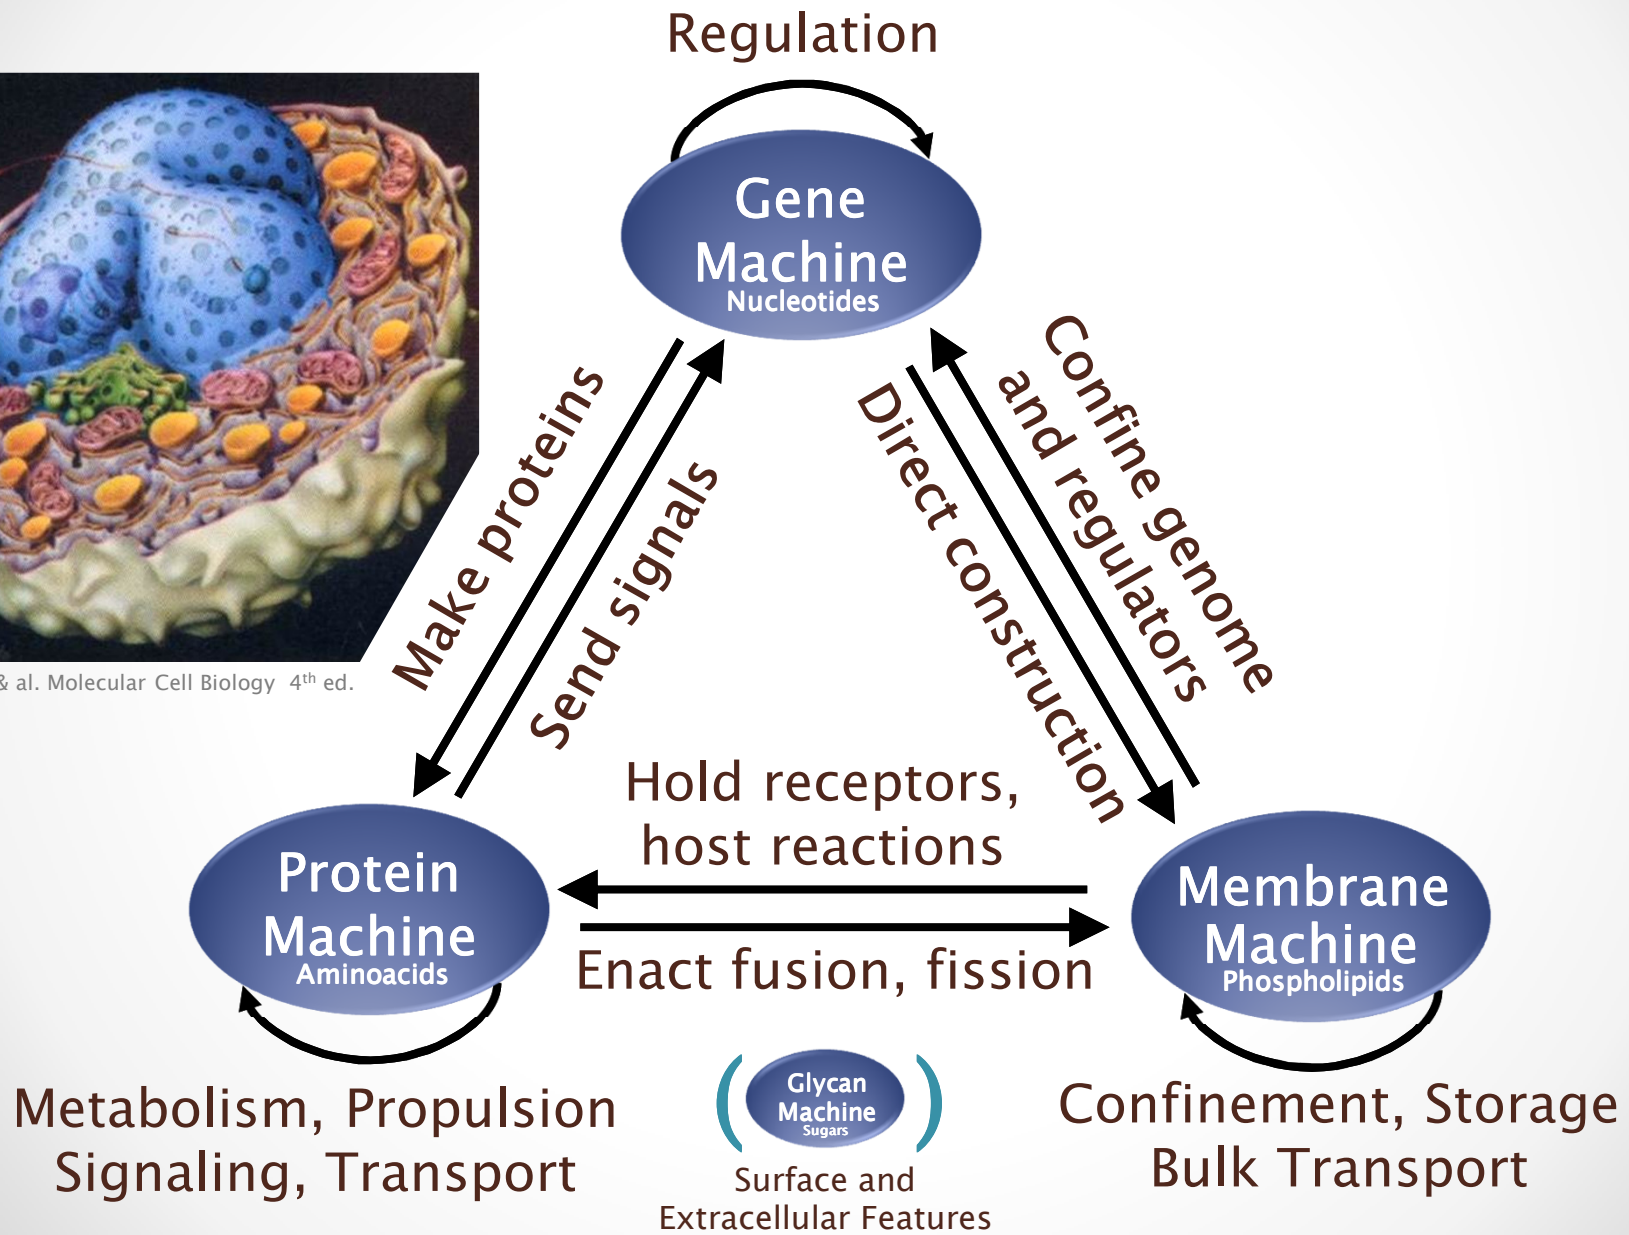 Regulation
Gene
Machine
Nucleotides
Make proteins
Send signals
Direct construction
Confine genome
and regulators
& al. Molecular Cell Biology 4th ed.
Hold receptors,
host reactions
Enact fusion, fission
Protein
Machine
Aminoacids
Membrane
Machine
Phospholipids
Metabolism, Propulsion
Signaling, Transport
Glycan
Machine
Sugars
Surface and
Extracellular Features
Confinement, Storage
Bulk Transport